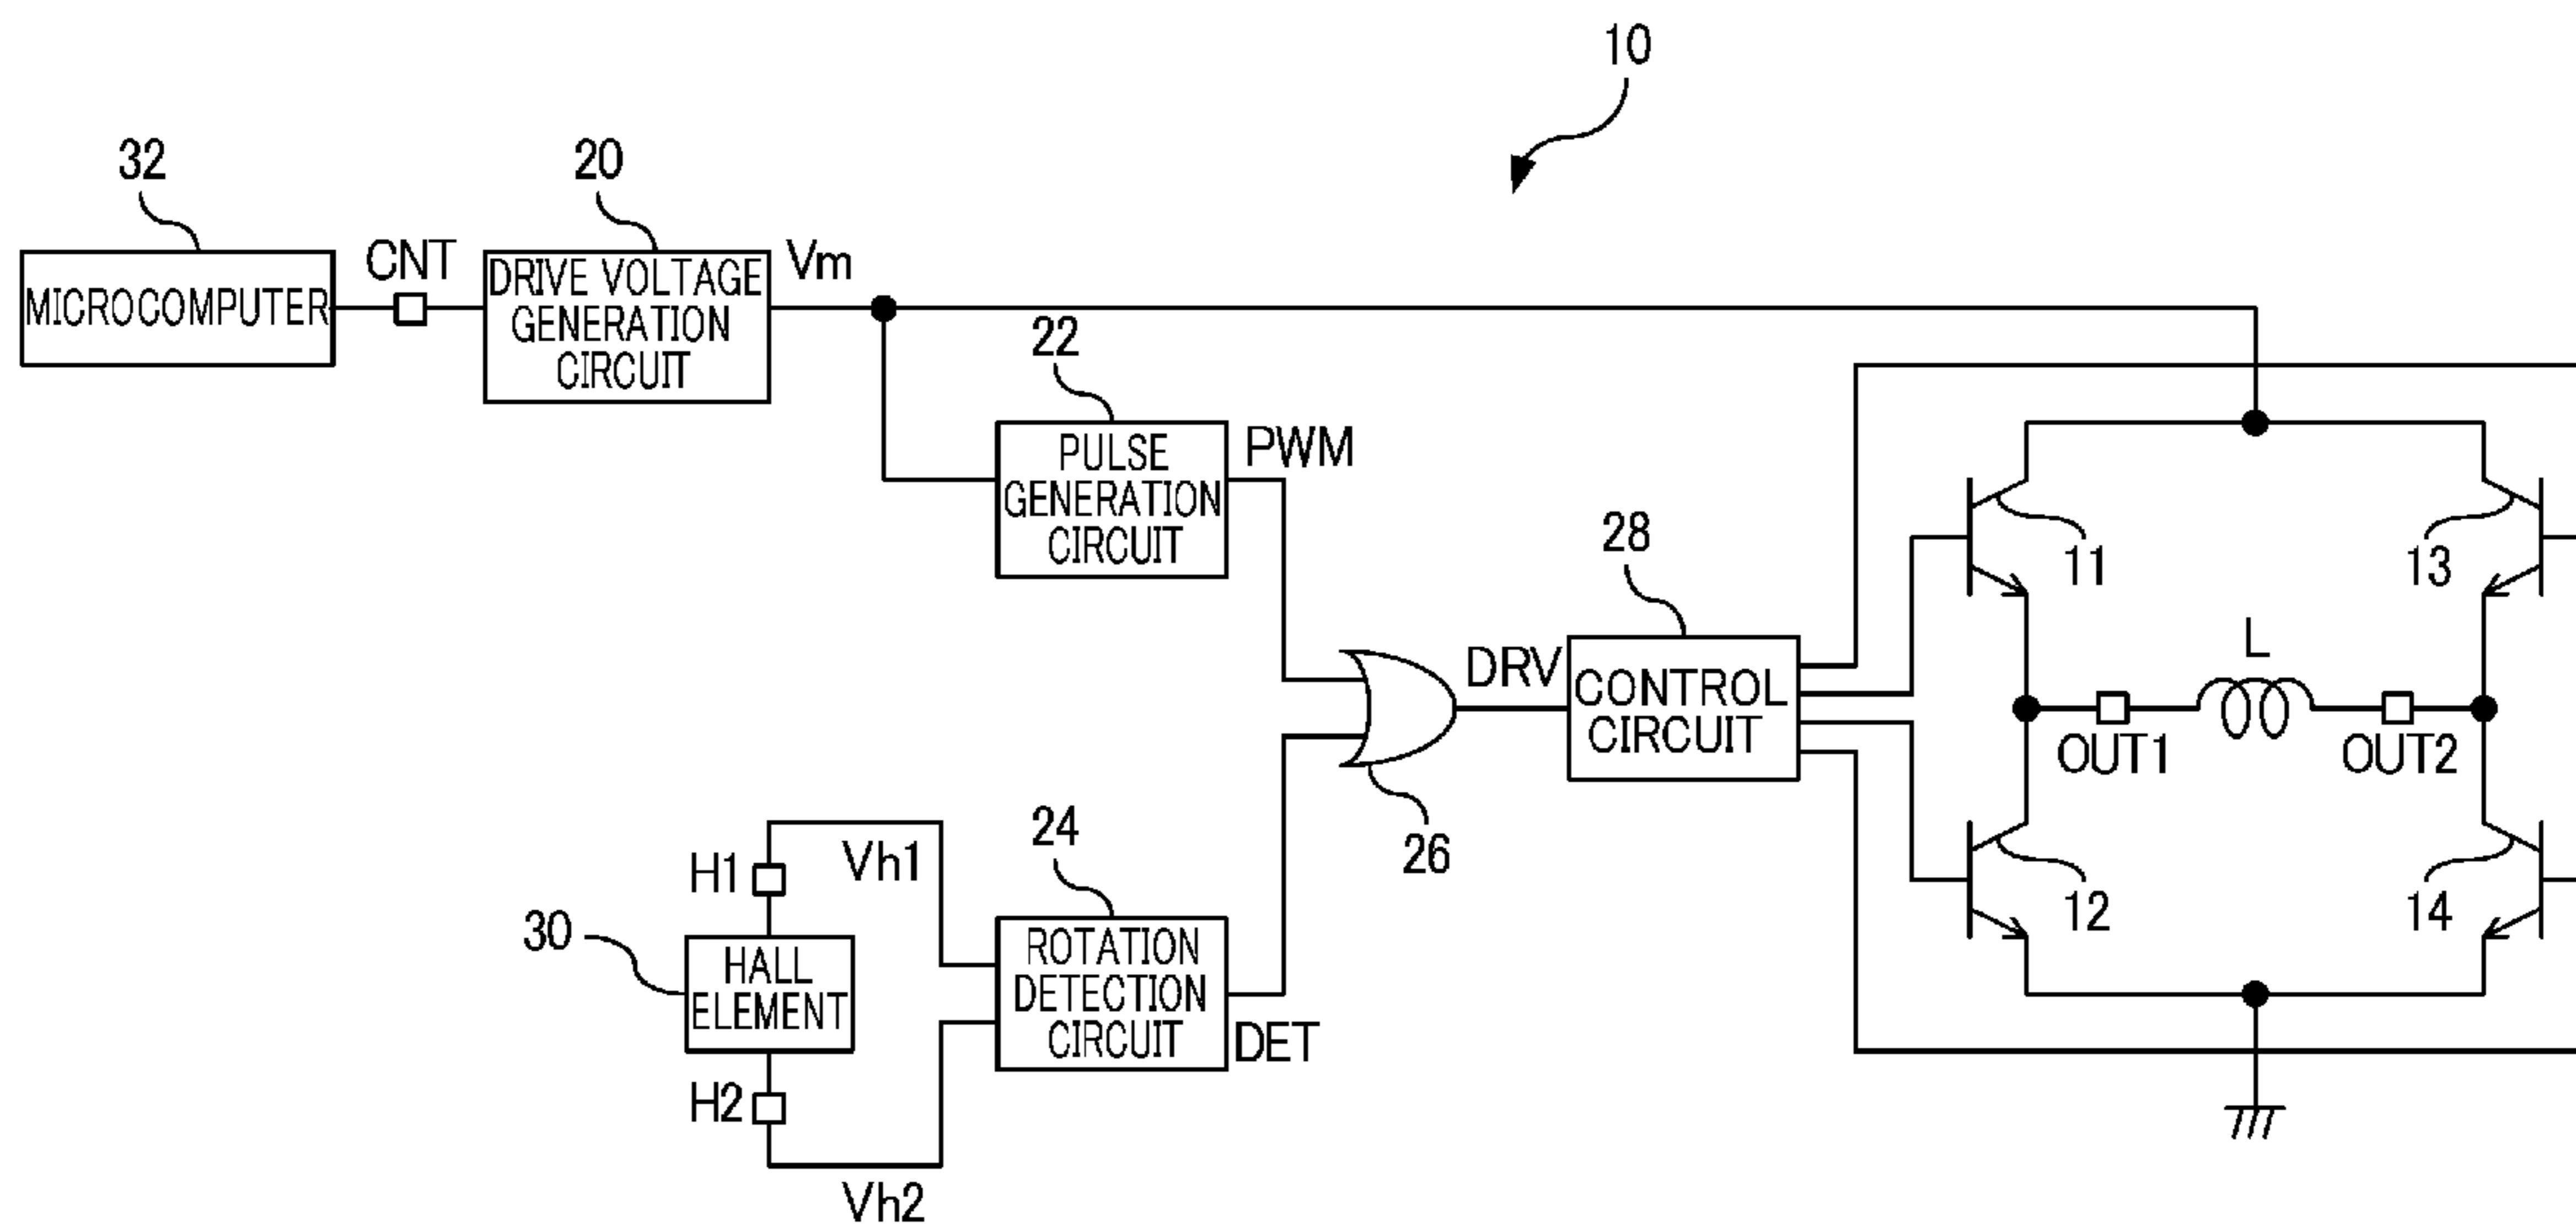 10
32
20
CNT
Vm
MICROCOMPUTER
DRIVE VOLTAGE
GENERATION
CIRCUIT
22
PULSE
GENERATION
CIRCUIT
PWM
28
11
13
DRV
CONTROL
CIRCUIT
L
OUT1
OUT2
26
24
H1
Vh1
30
HALL
ELEMENT
ROTATION
DETECTION
CIRCUIT
DET
12
14
H2
Vh2